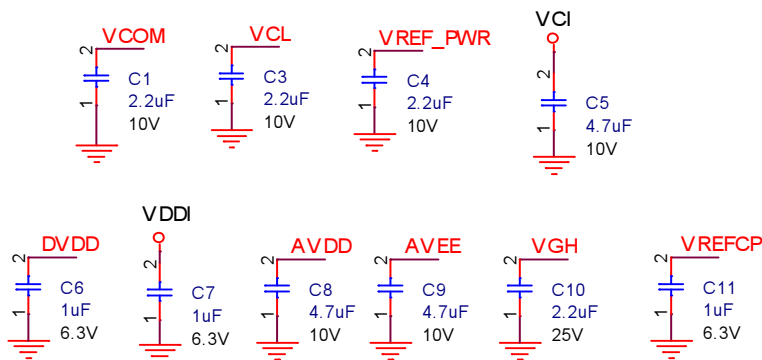 VCOM
2
C1
2.2uF
1
10V
VCL
2
C3
2.2uF
1
10V
VREF_PWR
2
C4
2.2uF
1
10V
VCI
2
C5
4.7uF
1
10V
DVDD
2
C6
1uF
1
6.3V
VDDI
2
C7
1uF
1
6.3V
AVDD
2
C8
4.7uF
1
10V
AVEE
2
C9
4.7uF
1
10V
VGH
2
C10
2.2uF
1
25V
VREFCP
2
C11
1uF
1
6.3V